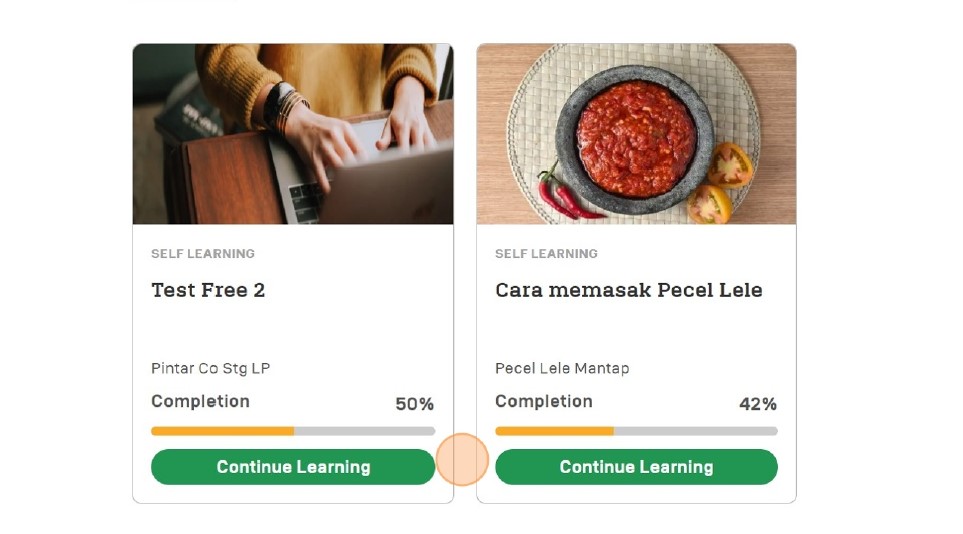 SELF LEARNING
Test Free 2
Pintar Co Stg LP
Completion 50%
Continue Learning
SELF LEARNING
Cara memasak Pecel Lele
Pecel Lele Mantap
Completion 42%
Continue Learning